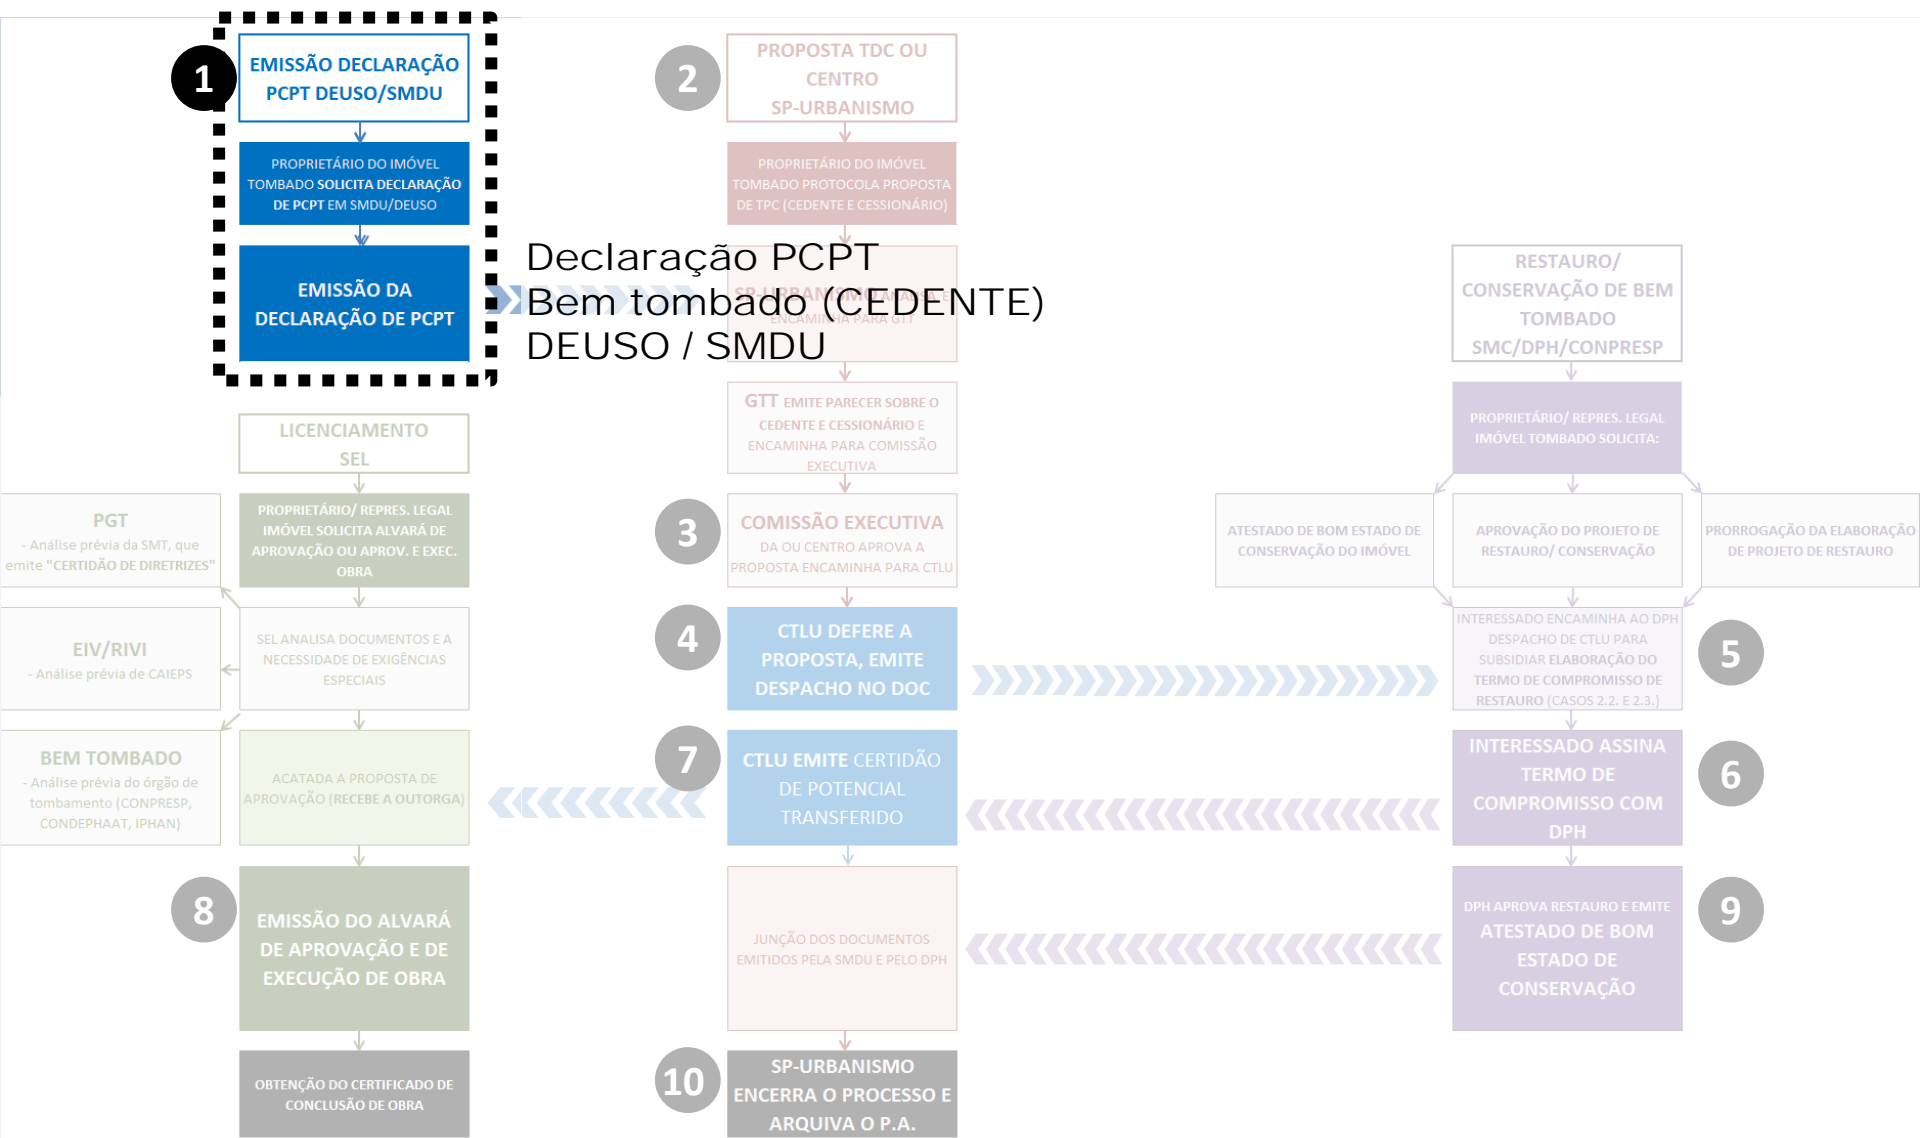 1
EMISSÃO DECLARAÇÃO
PCPT DEUSO/SMDU
PROPRIETÁRIO DO IMÓVEL
TOMBADO SOLICITA DECLARAÇÃO
DE PCPT EM SMDU/DEUSO
EMISSÃO DA
DECLARAÇÃO DE PCPT
Declaração PCPT
Bem tombado (CEDENTE)
DEUSO / SMDU
2
PROPOSTA TDC OU
CENTRO
SP-URBANISMO
PROPRIETÁRIO DO IMÓVEL
TOMBADO PROTOCOLA PROPOSTA
DE TPC (CEDENTE E CESSIONÁRIO)
SP-URBANISMO ANALISA E
ENCAMINHA PARA GTT
GTT EMITE PARECER SOBRE O
CEDENTE E CESSIONÁRIO E
ENCAMINHA PARA COMISSÃO
EXECUTIVA
3
COMISSÃO EXECUTIVA
DA OU CENTRO APROVA A
PROPOSTA ENCAMINHA PARA CTLU
4
CTLU DEFERE A
PROPOSTA, EMITE
DESPACHO NO DOC
7
CTLU EMITE CERTIDÃO
DE POTENCIAL
TRANSFERIDO
JUNÇÃO DOS DOCUMENTOS
EMITIDOS PELA SMDU E PELO DPH
10
SP-URBANISMO
ENCERRA O PROCESSO E
ARQUIVA O P.A.
LICENCIAMENTO
SEL
PROPRIETÁRIO/ REPRES. LEGAL
IMÓVEL SOLICITA ALVARÁ DE
APROVAÇÃO OU APROV. E EXEC.
OBRA
PGT
- Análise prévia da SMT, que
emite "CERTIDÃO DE DIRETRIZES"
EIV/RIVI
- Análise prévia de CAIEPS
SEL ANALISA DOCUMENTOS E A
NECESSIDADE DE EXIGÊNCIAS
ESPECIAIS
BEM TOMBADO
- Análise prévia do órgão de
tombamento (CONPRESP,
CONDEPHAAT, IPHAN)
ACATADA A PROPOSTA DE
APROVAÇÃO (RECEBE A OUTORGA)
8
EMISSÃO DO ALVARÁ
DE APROVAÇÃO E DE
EXECUÇÃO DE OBRA
OBTENÇÃO DO CERTIFICADO DE
CONCLUSÃO DE OBRA
RESTAURO/
CONSERVAÇÃO DE BEM
TOMBADO
SMC/DPH/CONPRESP
PROPRIETÁRIO/ REPRES. LEGAL
IMÓVEL TOMBADO SOLICITA:
ATESTADO DE BOM ESTADO DE
CONSERVAÇÃO DO IMÓVEL
APROVAÇÃO DO PROJETO DE
RESTAURO/ CONSERVAÇÃO
PRORROGAÇÃO DA ELABORAÇÃO
DE PROJETO DE RESTAURO
5
INTERESSADO ENCAMINHA AO DPH
DESPACHO DE CTLU PARA
SUBSIDIAR ELABORAÇÃO DO
TERMO DE COMPROMISSO DE
RESTAURO (CASOS 2.2. E 2.3.)
6
INTERESSADO ASSINA
TERMO DE
COMPROMISSO COM
DPH
9
DPH APROVA RESTAURO E EMITE
ATESTADO DE BOM
ESTADO DE
CONSERVAÇÃO